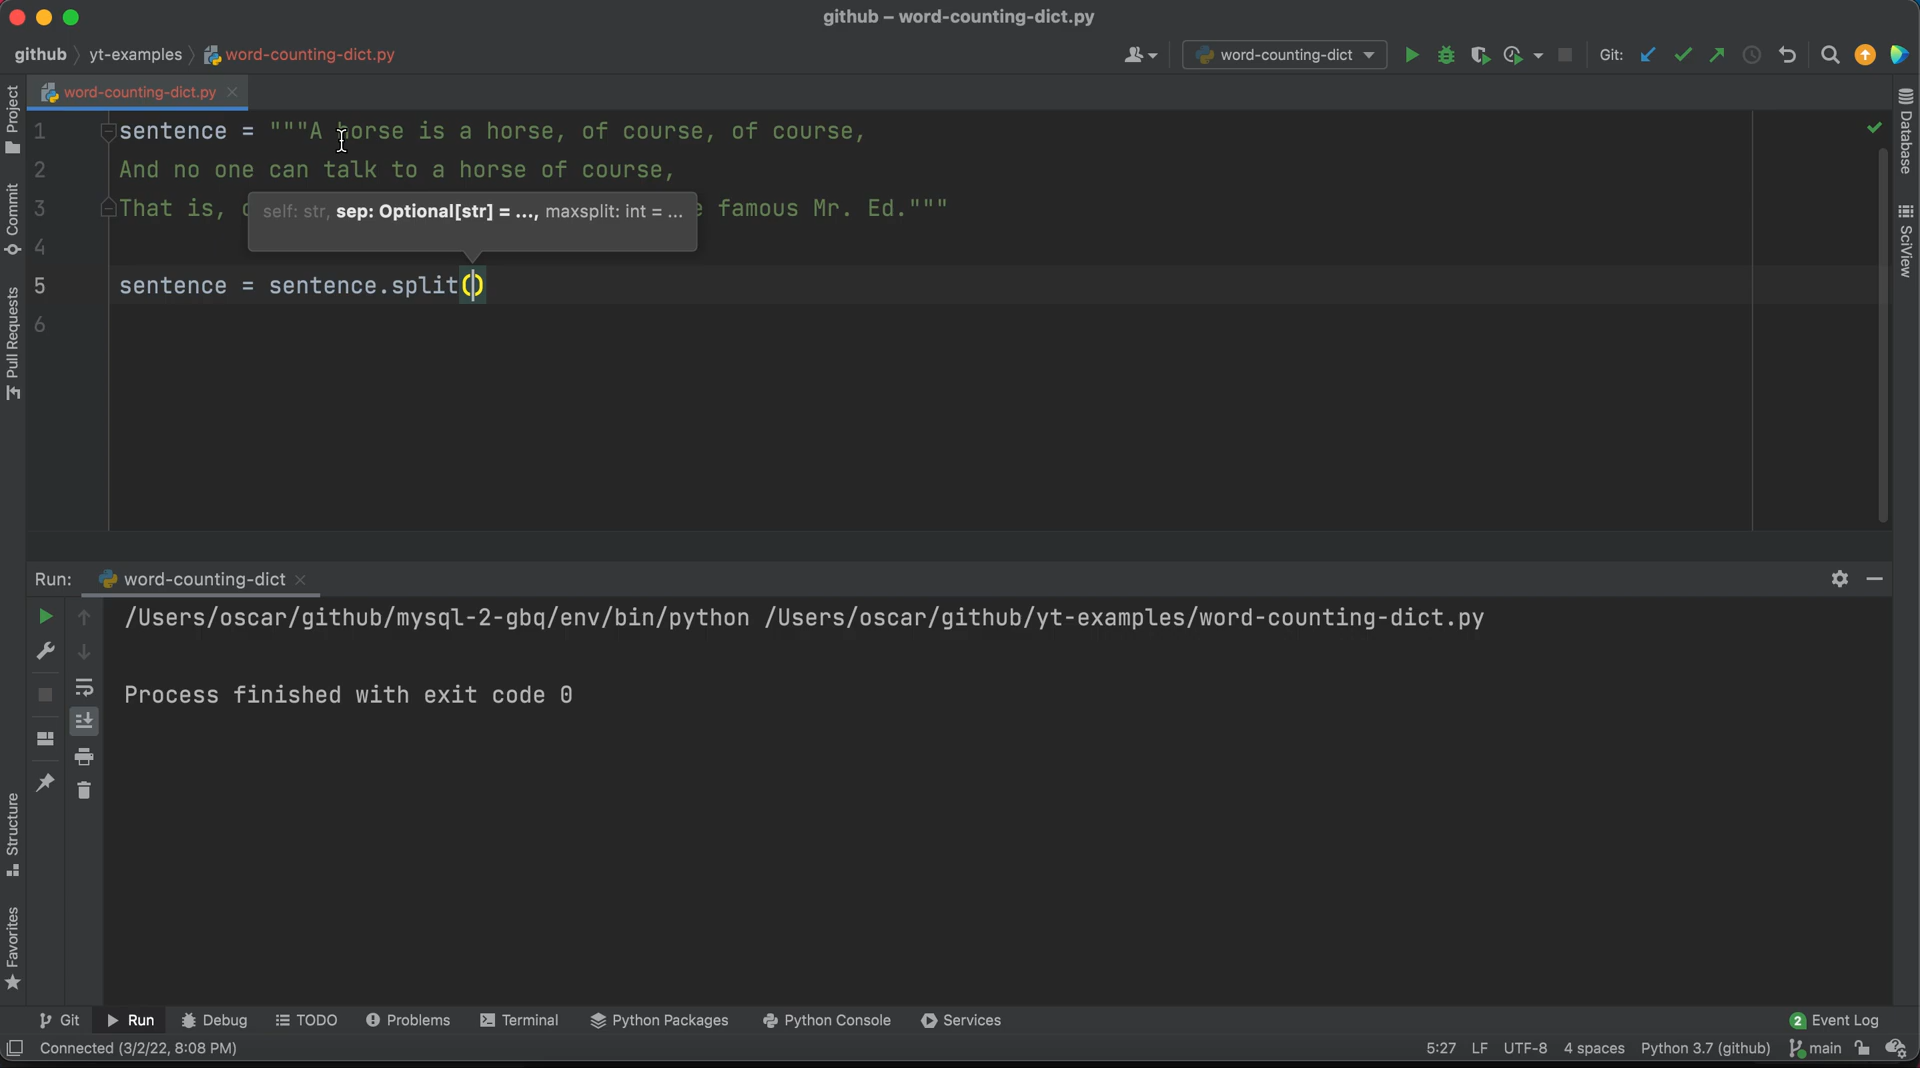 github – word-counting-dict.py
github yt-examples word-counting-dict.py
word-counting-dict Git:
word-counting-dict.py
1 sentence = """A horse is a horse, of course, of course,
2 And no one can talk to a horse of course,
3 That is, famous Mr. Ed."""
self: str, sep: Optional[str] = ..., maxsplit: int = ...
4
5 sentence = sentence.split()
6
Project
Commit
Pull Requests
Structure
Favorites
Database
SciView
Run: word-counting-dict
/Users/oscar/github/mysql-2-gbq/env/bin/python /Users/oscar/github/yt-examples/word-counting-dict.py
Process finished with exit code 0
Git Run Debug TODO Problems Terminal Python Packages Python Console Services 2 Event Log
Connected (3/2/22, 8:08 PM) 5:27 LF UTF-8 4 spaces Python 3.7 (github) main